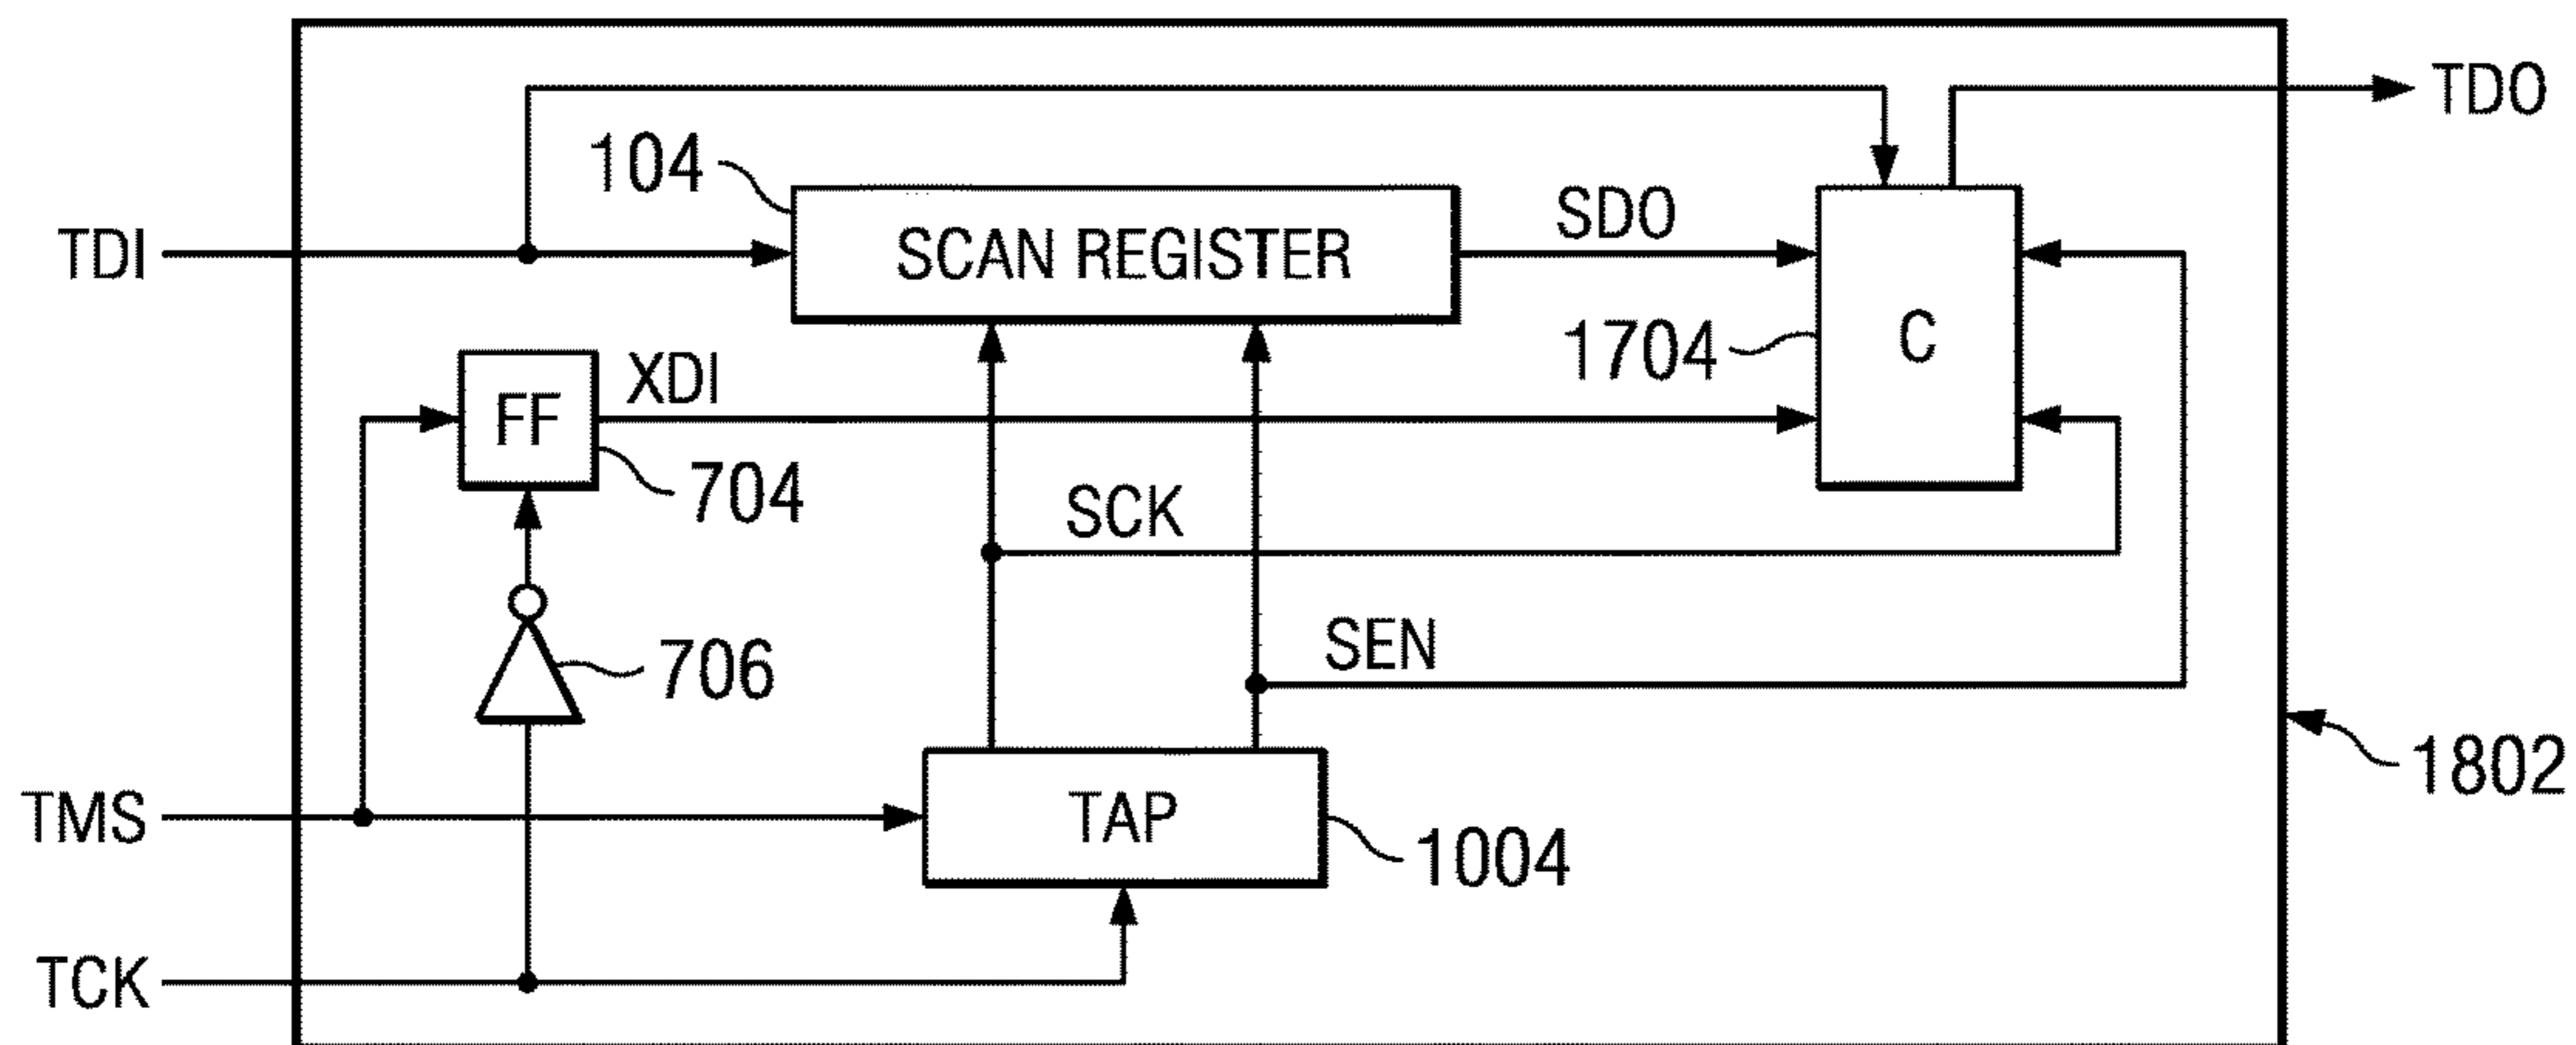 TDO
104
SCAN REGISTER
SDO
TDI
1704
C
XDI
FF
704
SCK
SEN
706
1802
TMS
TAP
1004
TCK